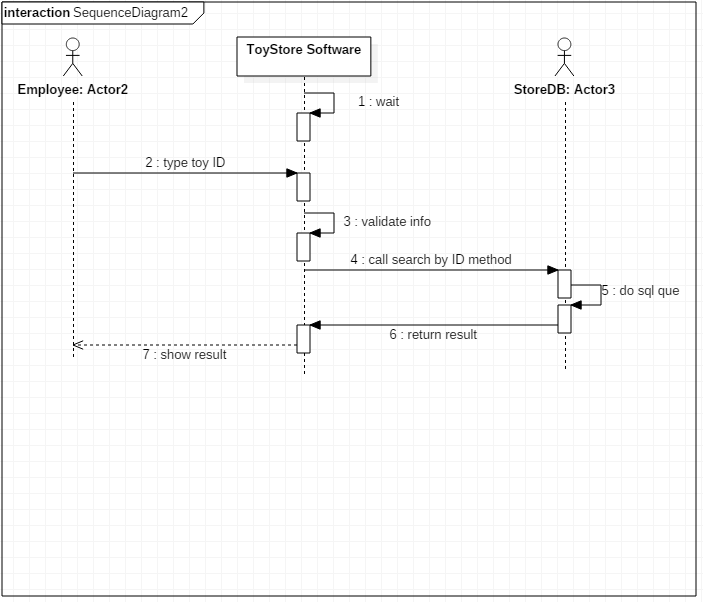 interaction SequenceDiagram2
ToyStore Software
Employee: Actor2
StoreDB: Actor3
1 : wait
2 : type toy ID
3 : validate info
4 : call search by ID method
5 : do sql que
6 : return result
7 : show result